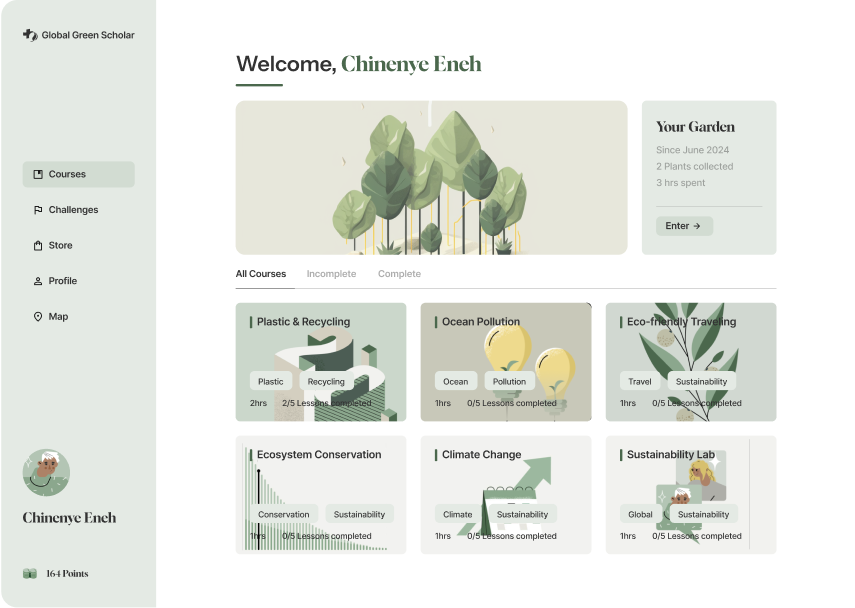 Global Green Scholar
Courses
Challenges
Store
Profile
Map
Chinenye Eneh
164 Points
Welcome, Chinenye Eneh
Your Garden
Since June 2024
2 Plants collected
3 hrs spent
Enter →
All Courses Incomplete Complete
Plastic & Recycling
Plastic Recycling
2hrs 2/5 Lessons completed
Ocean Pollution
Ocean Pollution
1hrs 0/5 Lessons completed
Eco-friendly Traveling
Travel Sustainability
1hrs 0/5 Lessons completed
Ecosystem Conservation
Conservation Sustainability
1hrs 0/5 Lessons completed
Climate Change
Climate Sustainability
1hrs 0/5 Lessons completed
Sustainability Lab
Global Sustainability
1hrs 0/5 Lessons completed